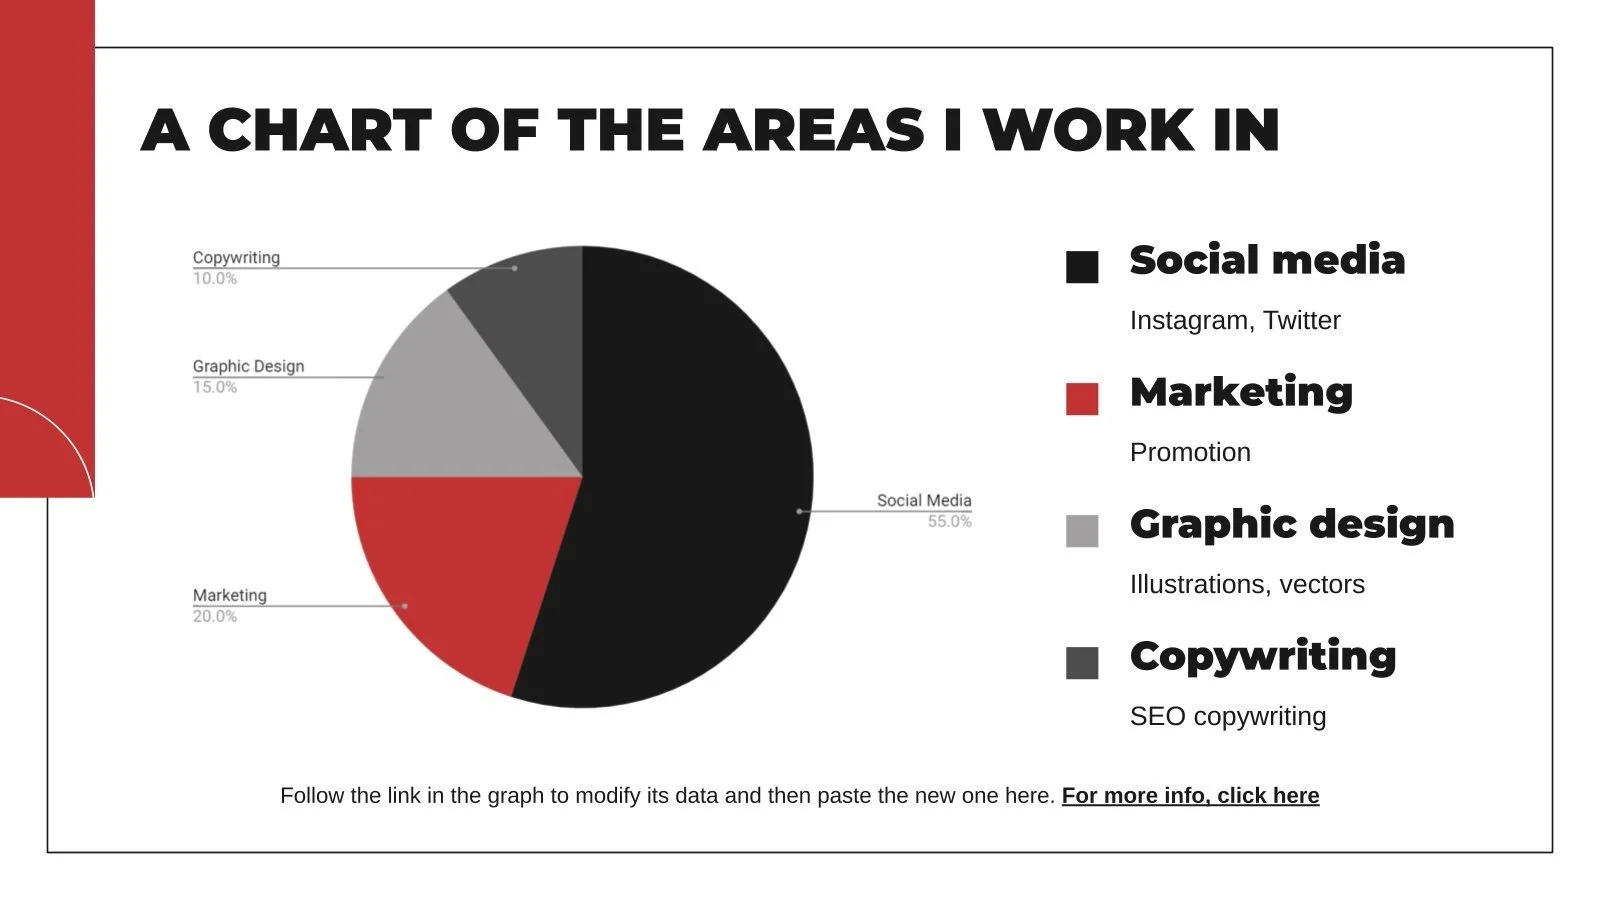 A CHART OF THE AREAS I WORK IN
Copywriting
10.0%
Graphic Design
15.0%
Marketing
20.0%
Social Media
55.0%
Social media
Instagram, Twitter
Marketing
Promotion
Graphic design
Illustrations, vectors
Copywriting
SEO copywriting
Follow the link in the graph to modify its data and then paste the new one here. For more info, click here